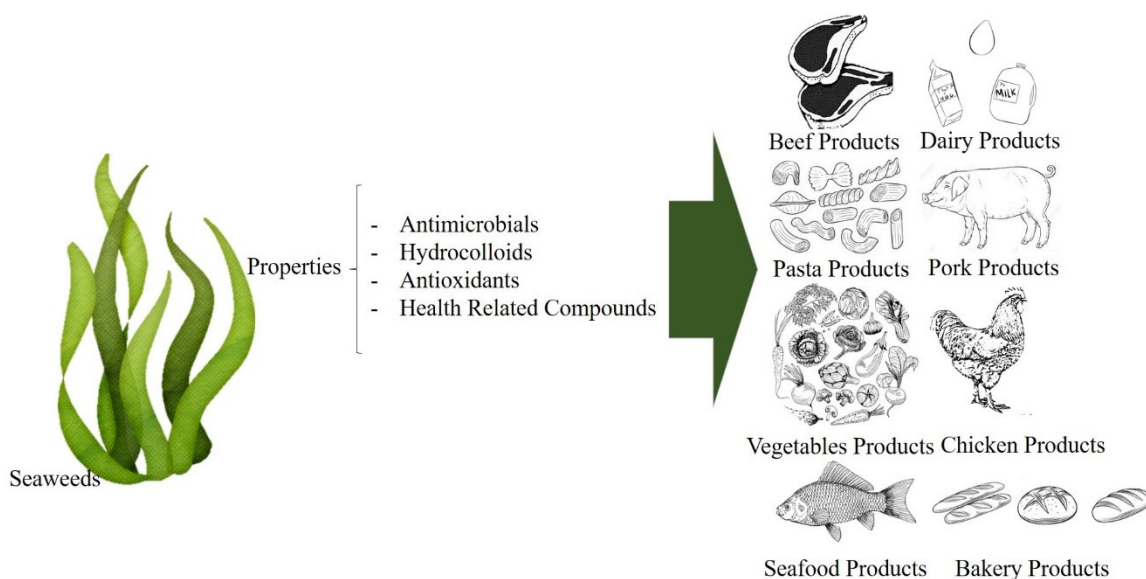 Seaweeds
Properties
- Antimicrobials
- Hydrocolloids
- Antioxidants
- Health Related Compounds
MILK
Beef Products
Dairy Products
Pasta Products
Pork Products
Vegetables Products
Chicken Products
Seafood Products
Bakery Products